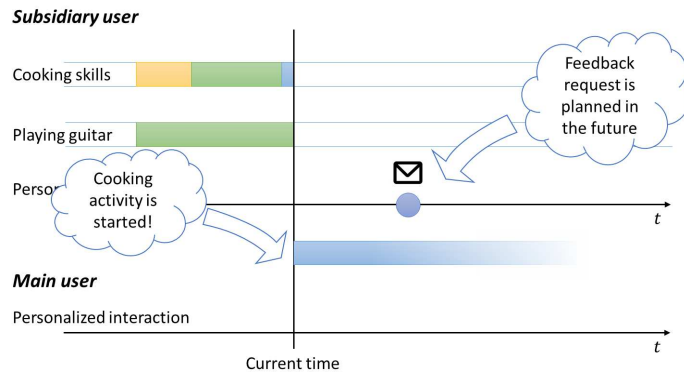 Subsidiary user
Cooking skills
Feedback
request is
planned in
the future
Playing guitar
Cooking
activity is
started!
t
Main user
Personalized interaction
t
Current time